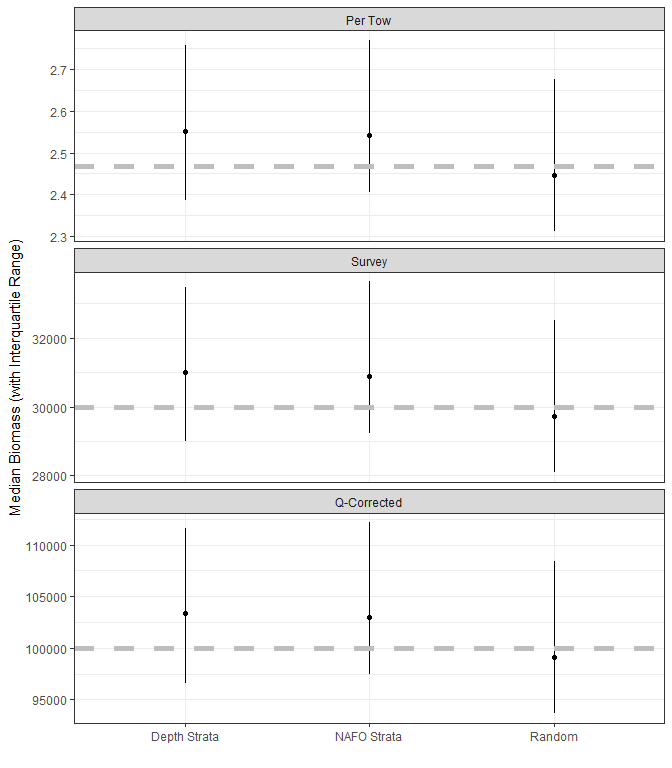 Per Tow
2.7
2.6
2.5
2.4
2.3
Survey
32000
30000
28000
Q-Corrected
110000
105000
100000
95000
Depth Strata
NAFO Strata
Random
Median Biomass (with Interquartile Range)